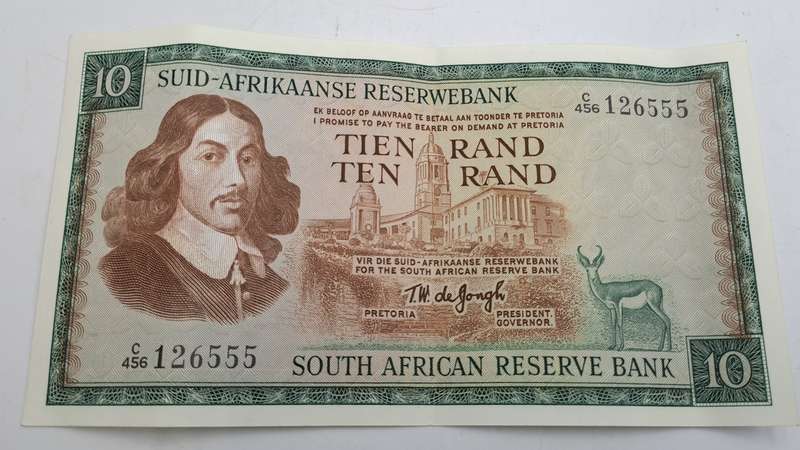 10
SUID-AFRIKAANSE RESERWEBANK
C/456 126555
EK BELOOF OP AANVRAAG TE BETAAL AAN TOONDER TE PRETORIA
I PROMISE TO PAY THE BEARER ON DEMAND AT PRETORIA
TIEN RAND
TEN RAND
VIR DIE SUID-AFRIKAANSE RESERWEBANK
FOR THE SOUTH AFRICAN RESERVE BANK
T.W. de Jongh
PRETORIA
PRESIDENT.
GOVERNOR.
C/456 126555
SOUTH AFRICAN RESERVE BANK
10